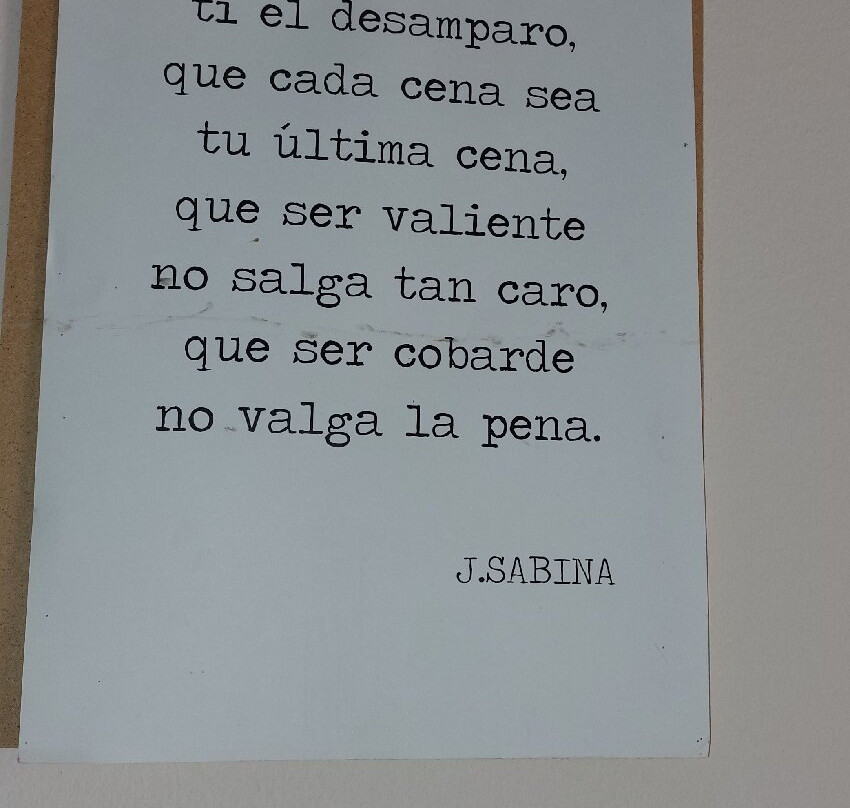 ti el desamparo,
que cada cena sea
tu última cena,
que ser valiente
no salga tan caro,
que ser cobarde
no valga la pena.
J.SABINA